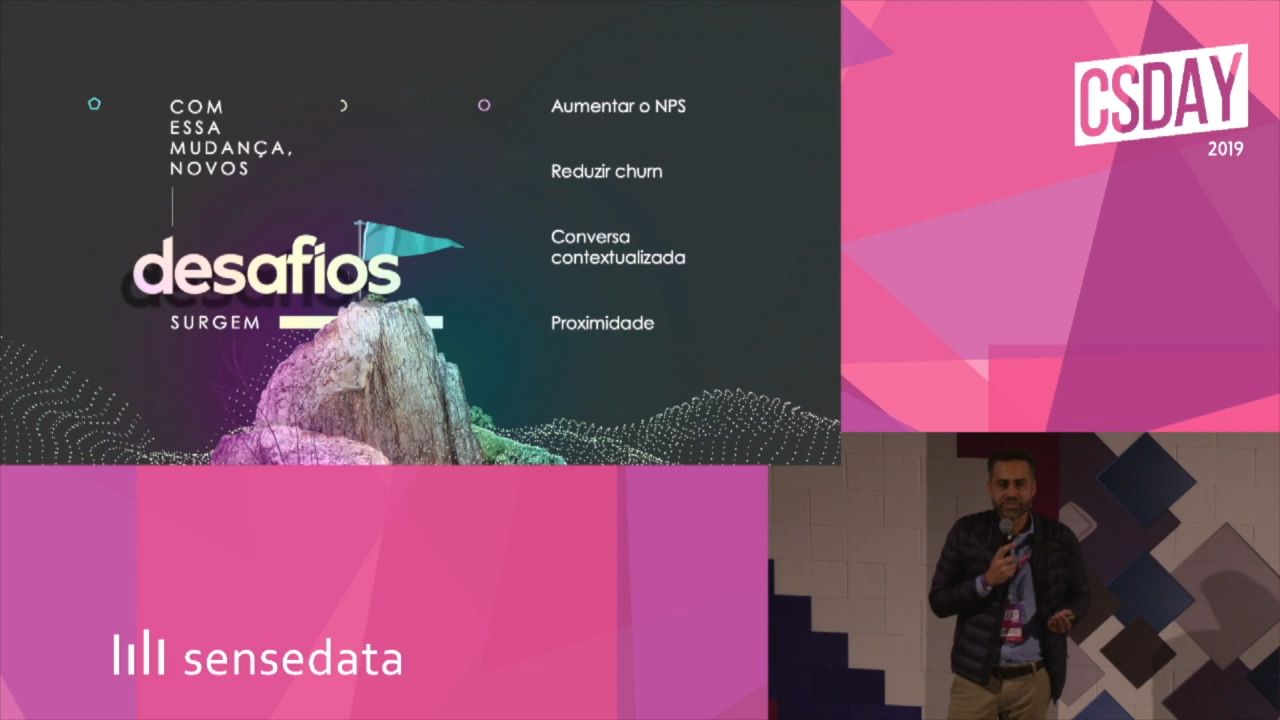 COM
ESSA
MUDANÇA,
NOVOS
desafios
SURGEM
Aumentar o NPS
Reduzir churn
Conversa
contextualizada
Proximidade
CSDAY
2019
sensedata